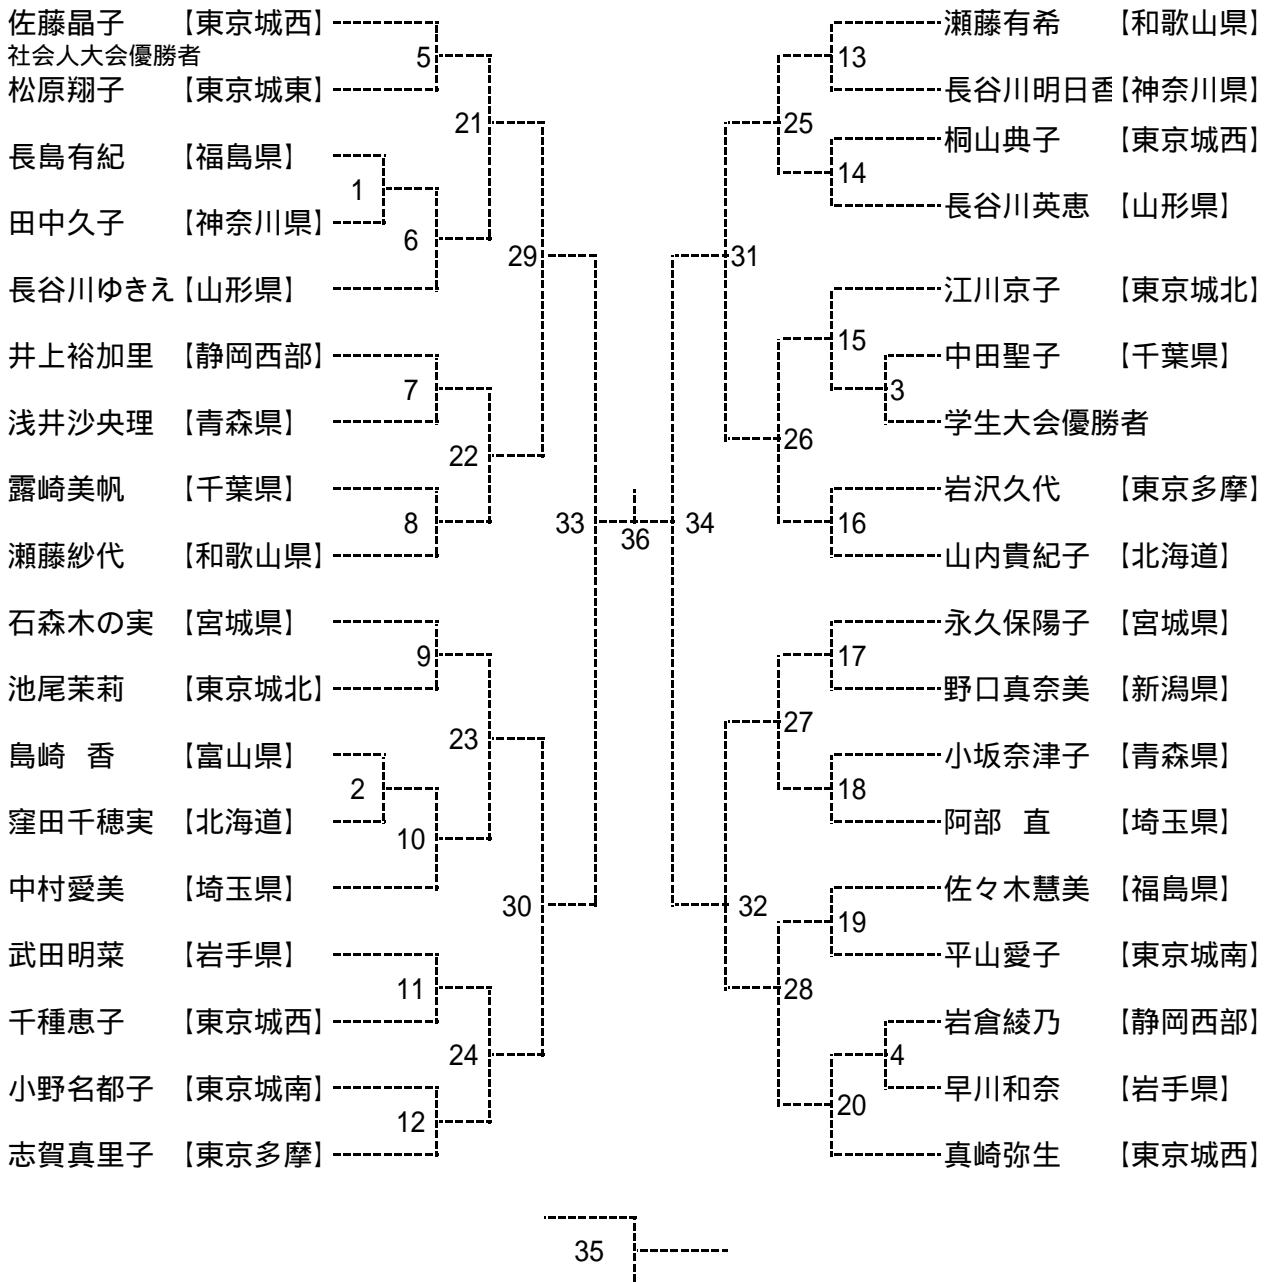 佐藤晶子 【東京城西】
社会人大会優勝者
5
松原翔子 【東京城東】
21
長島有紀 【福島県】
1
田中久子 【神奈川県】
6
29
長谷川ゆきえ 【山形県】
井上裕加里 【静岡西部】
7
浅井沙央理 【青森県】
22
露崎美帆 【千葉県】
8
33
瀬藤紗代 【和歌山県】
石森木の実 【宮城県】
9
池尾茉莉 【東京城北】
23
島崎 香 【富山県】
2
窪田千穂実 【北海道】
10
中村愛美 【埼玉県】
30
武田明菜 【岩手県】
11
千種恵子 【東京城西】
24
小野名都子 【東京城南】
12
志賀真里子 【東京多摩】
36
瀬藤有希 【和歌山県】
13
長谷川明日香 【神奈川県】
25
桐山典子 【東京城西】
14
長谷川英恵 【山形県】
31
江川京子 【東京城北】
15
中田聖子 【千葉県】
3
学生大会優勝者
26
岩沢久代 【東京多摩】
34
16
山内貴紀子 【北海道】
永久保陽子 【宮城県】
17
野口真奈美 【新潟県】
27
小坂奈津子 【青森県】
18
阿部 直 【埼玉県】
佐々木慧美 【福島県】
32
19
平山愛子 【東京城南】
28
岩倉綾乃 【静岡西部】
4
早川和奈 【岩手県】
20
真崎弥生 【東京城西】
35